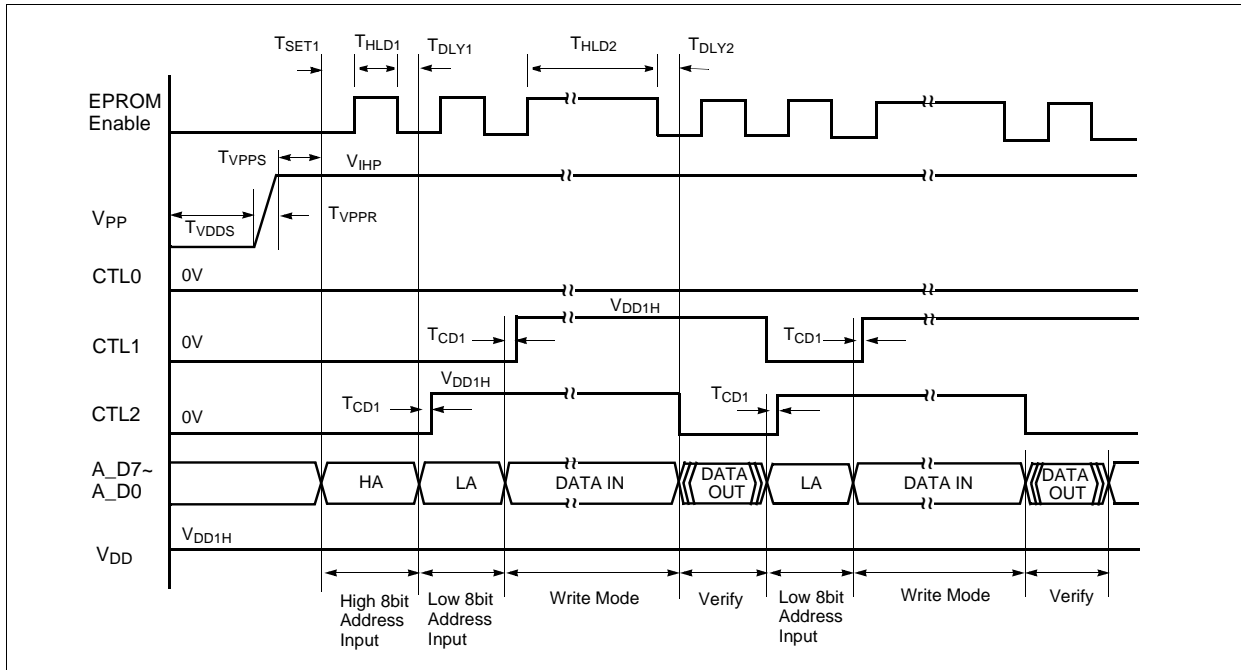 TSET1 THLD1 TDLY1 THLD2 TDLY2
EPROM
Enable
TVPPS VIHP
VPP
TVDDS TVPPR
CTL0 0V
VDD1H
CTL1 0V TCD1 TCD1
VDD1H
CTL2 0V TCD1 TCD1
A_D7~
A_D0
HA LA DATA IN DATA
OUT LA DATA IN DATA
OUT
VDD VDD1H
High 8bit
Address
Input
Low 8bit
Address
Input
Write Mode
Verify
Low 8bit
Address
Input
Write Mode
Verify